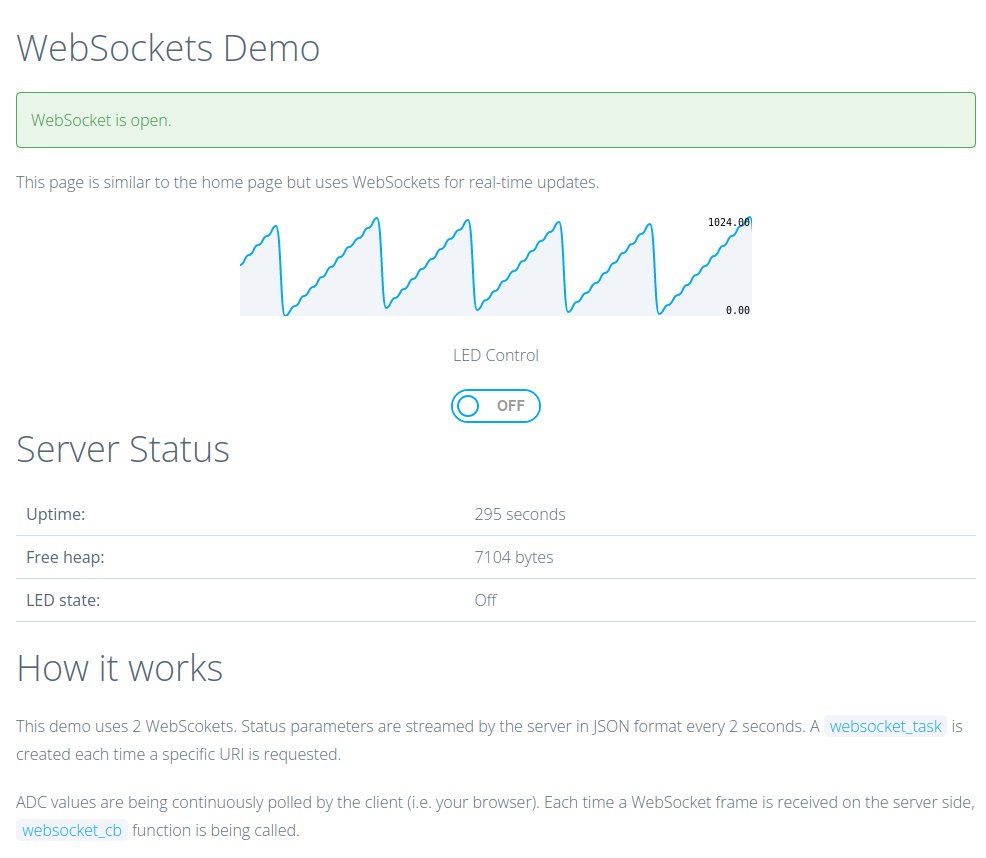 WebSockets Demo
WebSocket is open.
This page is similar to the home page but uses WebSockets for real-time updates.
1024.00
0.00
LED Control
OFF
Server Status
Uptime: 295 seconds
Free heap: 7104 bytes
LED state: Off
How it works
This demo uses 2 WebScokets. Status parameters are streamed by the server in JSON format every 2 seconds. A websocket_task is
created each time a specific URI is requested.
ADC values are being continuously polled by the client (i.e. your browser). Each time a WebSocket frame is received on the server side,
websocket_cb function is being called.